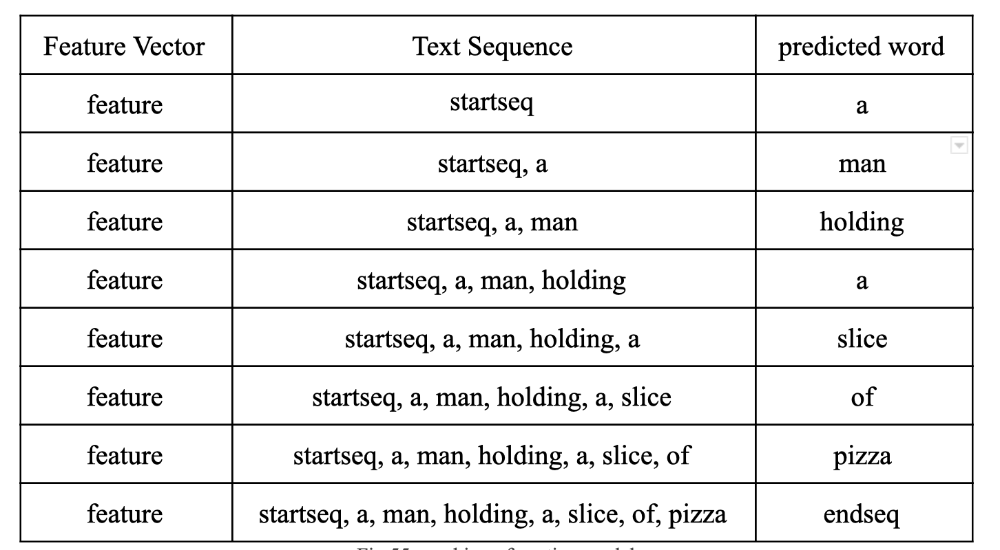 Feature Vector Text Sequence predicted word
feature startseq a
feature startseq, a man
feature startseq, a, man holding
feature startseq, a, man, holding a
feature startseq, a, man, holding, a slice
feature startseq, a, man, holding, a, slice of
feature startseq, a, man, holding, a, slice, of pizza
feature startseq, a, man, holding, a, slice, of, pizza endseq